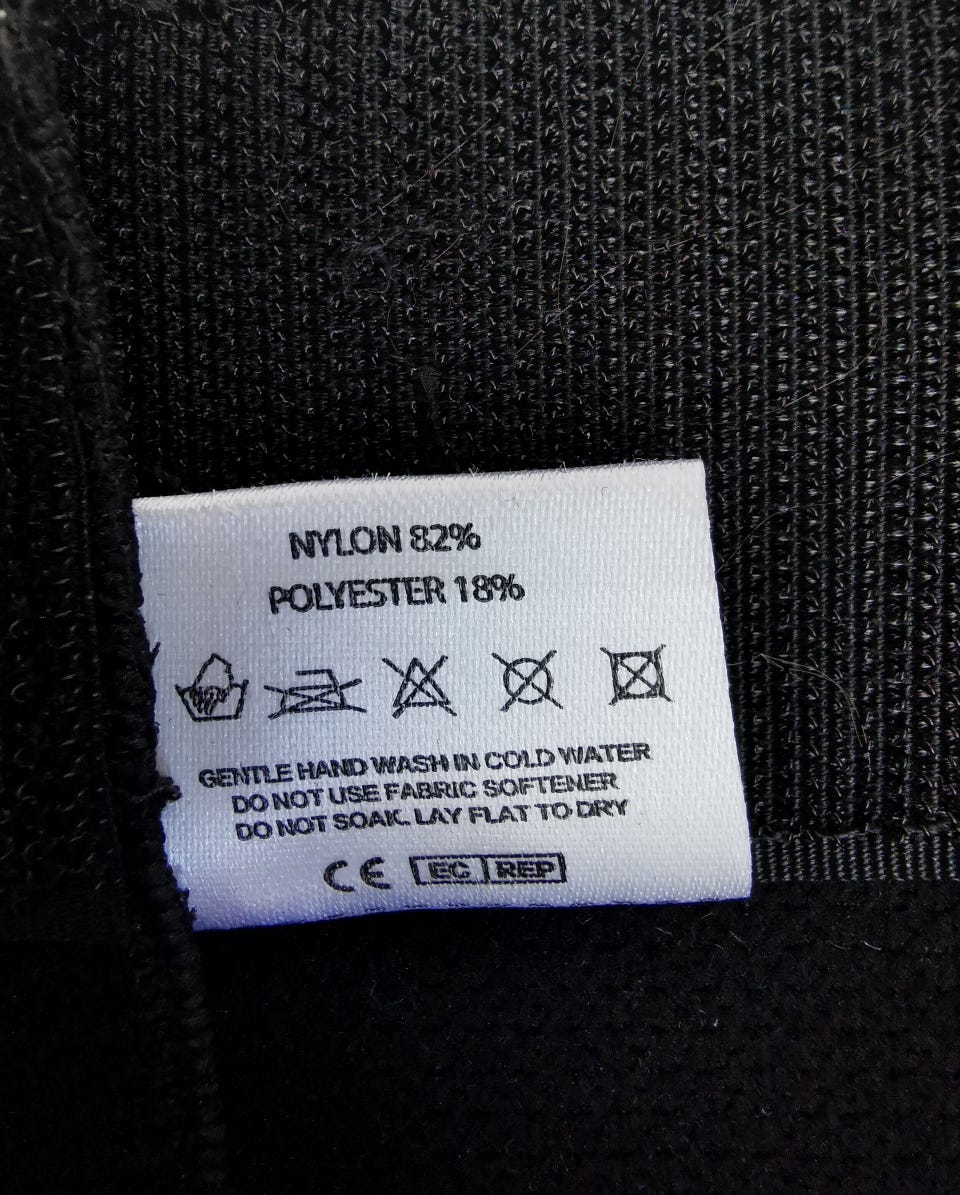 NYLON 82%
POLYESTER 18%
GENTLE HAND WASH IN COLD WATER
DO NOT USE FABRIC SOFTENER
DO NOT SOAK. LAY FLAT TO DRY
CE EC REP